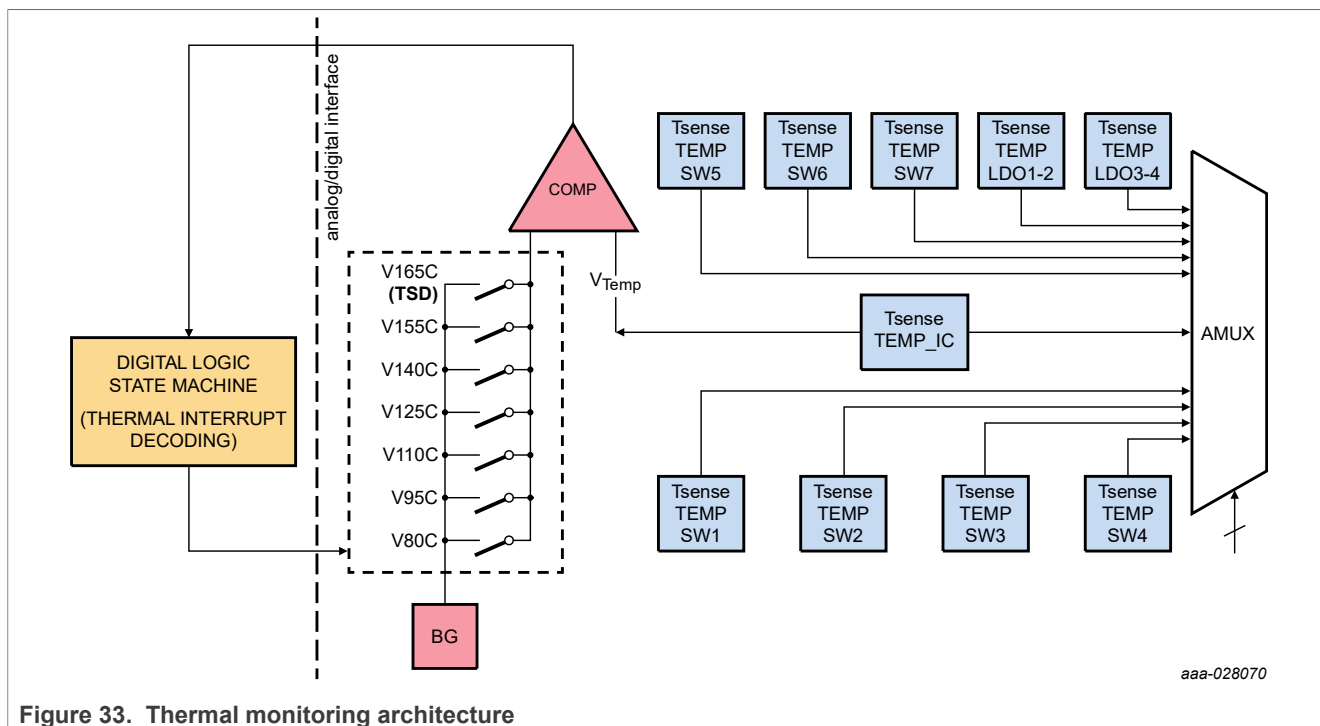 analog/digital interface
COMP
Tsense
TEMP
SW5
Tsense
TEMP
SW6
Tsense
TEMP
SW7
Tsense
TEMP
LDO1-2
Tsense
TEMP
LDO3-4
V165C
(TSD)
V155C
V140C
V125C
V110C
V95C
V80C
VTemp
Tsense
TEMP_IC
AMUX
DIGITAL LOGIC
STATE MACHINE
(THERMAL INTERRUPT
DECODING)
Tsense
TEMP
SW1
Tsense
TEMP
SW2
Tsense
TEMP
SW3
Tsense
TEMP
SW4
BG
aaa-028070
Figure 33. Thermal monitoring architecture